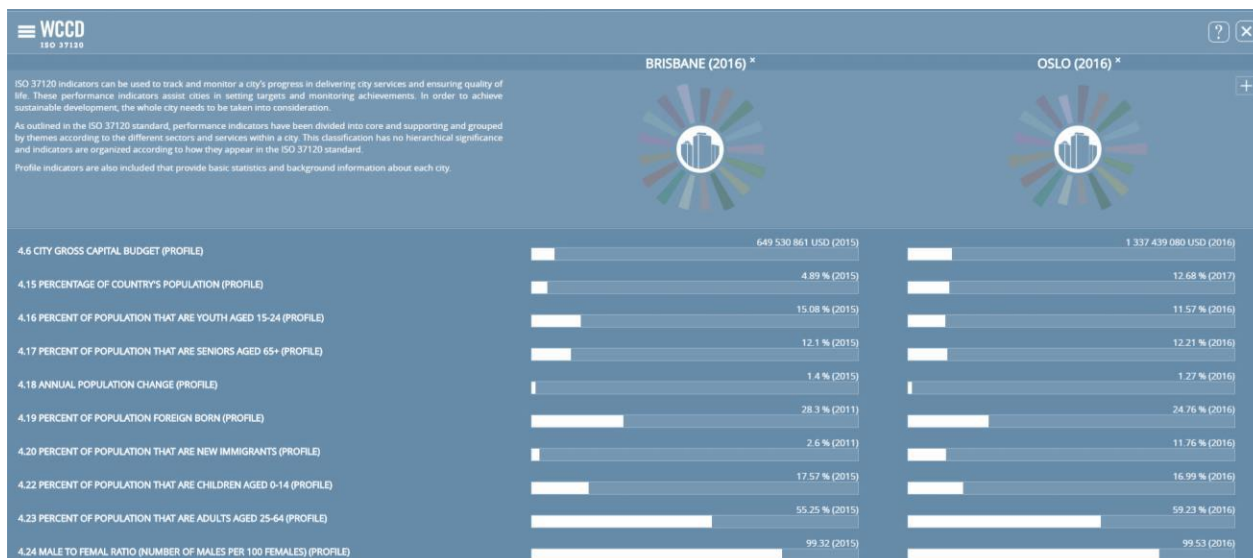 WCCD
ISO 37120
?
×
BRISBANE (2016) ×
OSLO (2016) ×
+
ISO 37120 indicators can be used to track and monitor a city's progress in delivering city services and ensuring quality of
life. These performance indicators assist cities in setting targets and monitoring achievements. In order to achieve
sustainable development, the whole city needs to be taken into consideration.
As outlined in the ISO 37120 standard, performance indicators have been divided into core and supporting and grouped
by themes according to the different sectors and services within a city. This classification has no hierarchical significance
and indicators are organized according to how they appear in the ISO 37120 standard.
Profile indicators are also included that provide basic statistics and background information about each city.
4.6 CITY GROSS CAPITAL BUDGET (PROFILE)
649 530 861 USD (2015)
1 337 439 080 USD (2016)
4.15 PERCENTAGE OF COUNTRY'S POPULATION (PROFILE)
4.89 % (2015)
12.68 % (2017)
4.16 PERCENT OF POPULATION THAT ARE YOUTH AGED 15-24 (PROFILE)
15.08 % (2015)
11.57 % (2016)
4.17 PERCENT OF POPULATION THAT ARE SENIORS AGED 65+ (PROFILE)
12.1 % (2015)
12.21 % (2016)
4.18 ANNUAL POPULATION CHANGE (PROFILE)
1.4 % (2015)
1.27 % (2016)
4.19 PERCENT OF POPULATION FOREIGN BORN (PROFILE)
28.3 % (2011)
24.76 % (2016)
4.20 PERCENT OF POPULATION THAT ARE NEW IMMIGRANTS (PROFILE)
2.6 % (2011)
11.76 % (2016)
4.22 PERCENT OF POPULATION THAT ARE CHILDREN AGED 0-14 (PROFILE)
17.57 % (2015)
16.99 % (2016)
4.23 PERCENT OF POPULATION THAT ARE ADULTS AGED 25-64 (PROFILE)
55.25 % (2015)
59.23 % (2016)
4.24 MALE TO FEMAL RATIO (NUMBER OF MALES PER 100 FEMALES) (PROFILE)
99.32 (2015)
99.53 (2016)